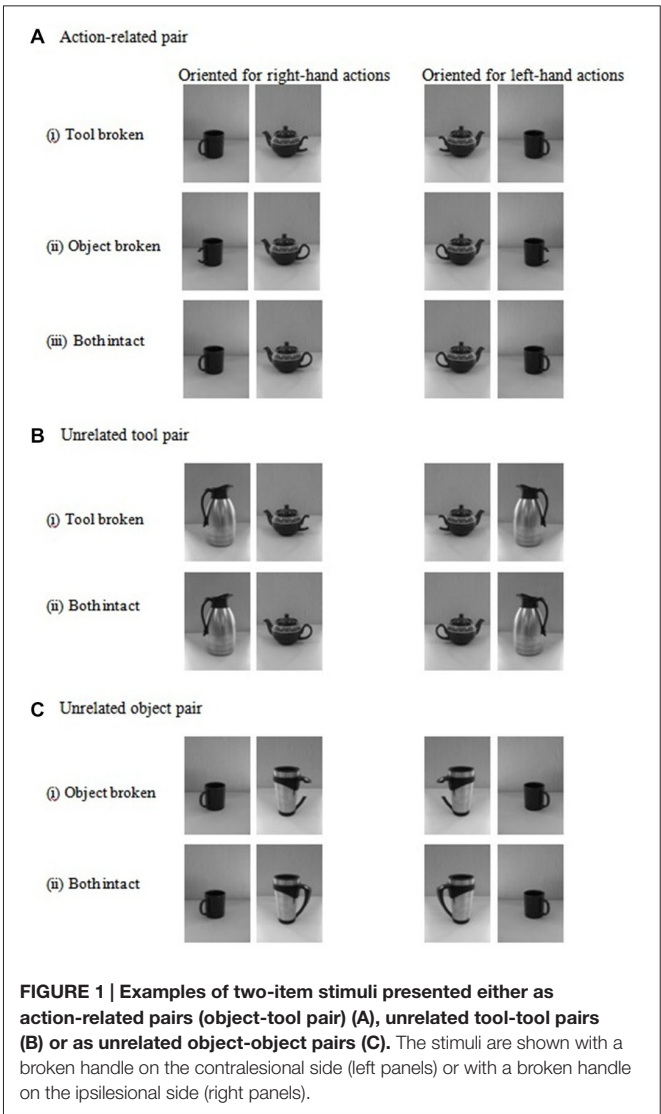 A Action-related pair
Oriented for right-hand actions Oriented for left-hand actions
(i) Tool broken
(ii) Object broken
(iii) Both intact
B Unrelated tool pair
(i) Tool broken
(ii) Both intact
C Unrelated object pair
(i) Object broken
(ii) Both intact
FIGURE 1 | Examples of two-item stimuli presented either as
action-related pairs (object-tool pair) (A), unrelated tool-tool pairs
(B) or as unrelated object-object pairs (C). The stimuli are shown with a
broken handle on the contralesional side (left panels) or with a broken handle
on the ipsilesional side (right panels).